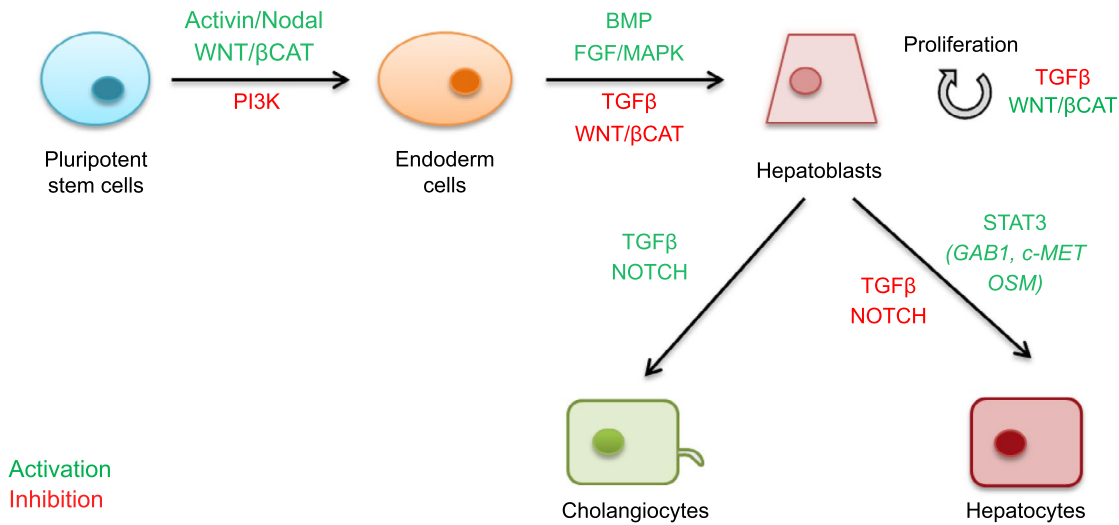 Activin/Nodal
WNT/βCAT
PI3K
Pluripotent
stem cells
Endoderm
cells
BMP
FGF/MAPK
TGFβ
WNT/βCAT
Hepatoblasts
Proliferation
TGFβ
WNT/βCAT
TGFβ
NOTCH
STAT3
(GAB1, c-MET
OSM)
TGFβ
NOTCH
Cholangiocytes
Hepatocytes
Activation
Inhibition